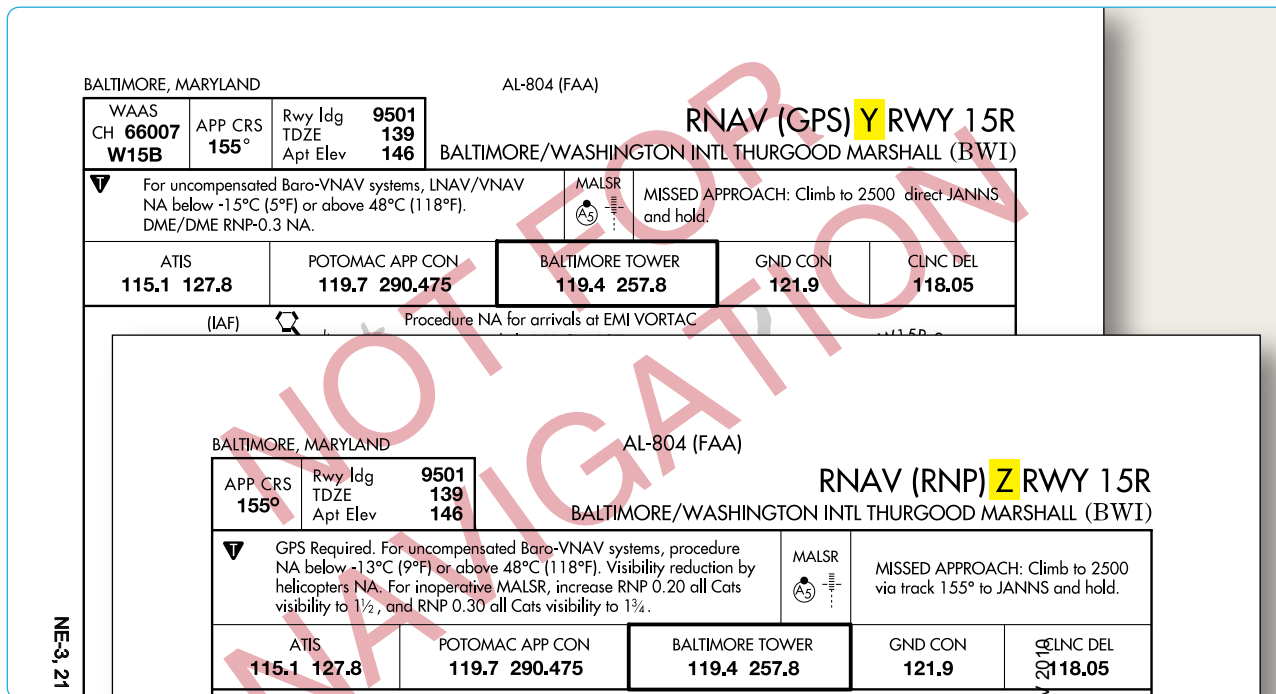 BALTIMORE, MARYLAND
AL-804 (FAA)
WAAS
CH 66007
W15B
APP CRS
155°
Rwy ldg 9501
TDZE 139
Apt Elev 146
RNAV (GPS) Y RWY 15R
BALTIMORE/WASHINGTON INTL THURGOOD MARSHALL (BWI)
T
For uncompensated Baro-VNAV systems, LNAV/VNAV
NA below -15°C (5°F) or above 48°C (118°F).
DME/DME RNP-0.3 NA.
MALSR
A5
MISSED APPROACH: Climb to 2500 direct JANNS
and hold.
ATIS
115.1 127.8
POTOMAC APP CON
119.7 290.475
BALTIMORE TOWER
119.4 257.8
GND CON
121.9
CLNC DEL
118.05
(IAF)
Procedure NA for arrivals at EMI VORTAC
NOT FOR
NAVIGATION
BALTIMORE, MARYLAND
AL-804 (FAA)
APP CRS
155°
Rwy ldg 9501
TDZE 139
Apt Elev 146
RNAV (RNP) Z RWY 15R
BALTIMORE/WASHINGTON INTL THURGOOD MARSHALL (BWI)
T
GPS Required. For uncompensated Baro-VNAV systems, procedure
NA below -13°C (9°F) or above 48°C (118°F). Visibility reduction by
helicopters NA. For inoperative MALSR, increase RNP 0.20 all Cats
visibility to 1½, and RNP 0.30 all Cats visibility to 1¾.
MALSR
A5
MISSED APPROACH: Climb to 2500
via track 155° to JANNS and hold.
ATIS
115.1 127.8
POTOMAC APP CON
119.7 290.475
BALTIMORE TOWER
119.4 257.8
GND CON
121.9
CLNC DEL
118.05
NE-3, 21
2010